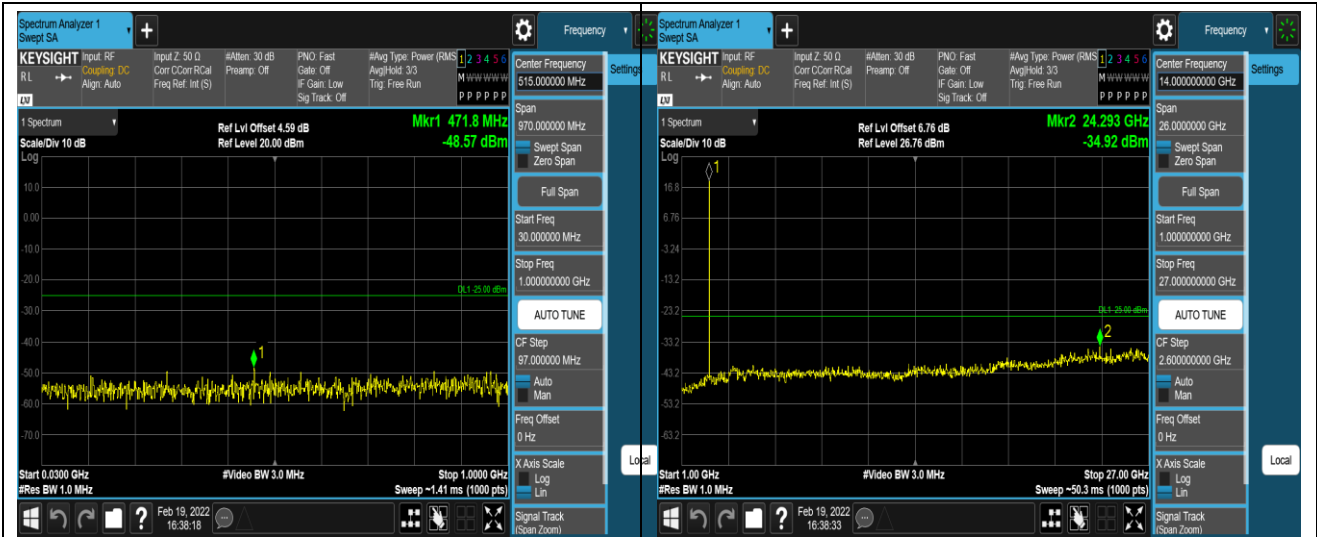 Spectrum Analyzer 1
Swept SA
+
Frequency
KEYSIGHT
R L
LXI
Input: RF
Coupling: DC
Align: Auto
Input Z: 50 Ω
Corr CCorr RCal
Freq Ref: Int (S)
#Atten: 30 dB
Preamp: Off
PNO: Fast
Gate: Off
IF Gain: Low
Sig Track: Off
#Avg Type: Power (RMS
Avg|Hold: 3/3
Trig: Free Run
1 2 3 4 5 6
M W W W W W
P P P P P P
Center Frequency
515.000000 MHz
Settings
1 Spectrum
Scale/Div 10 dB
Log
Ref Lvl Offset 4.59 dB
Ref Level 20.00 dBm
Mkr1 471.8 MHz
-48.57 dBm
10.0
0.00
-10.0
-20.0
-30.0
-40.0
-50.0
-60.0
-70.0
DL1 -25.00 dBm
1
Span
970.000000 MHz
Swept Span
Zero Span
Full Span
Start Freq
30.000000 MHz
Stop Freq
1.000000000 GHz
AUTO TUNE
CF Step
97.000000 MHz
Auto
Man
Freq Offset
0 Hz
X Axis Scale
Log
Lin
Signal Track
(Span Zoom)
Local
Start 0.0300 GHz
#Res BW 1.0 MHz
#Video BW 3.0 MHz
Stop 1.0000 GHz
Sweep ~1.41 ms (1000 pts)
?
Feb 19, 2022
16:38:18
Spectrum Analyzer 1
Swept SA
+
Frequency
KEYSIGHT
R L
LXI
Input: RF
Coupling: DC
Align: Auto
Input Z: 50 Ω
Corr CCorr RCal
Freq Ref: Int (S)
#Atten: 30 dB
Preamp: Off
PNO: Fast
Gate: Off
IF Gain: Low
Sig Track: Off
#Avg Type: Power (RMS
Avg|Hold: 3/3
Trig: Free Run
1 2 3 4 5 6
M W W W W W
P P P P P P
Center Frequency
14.000000000 GHz
Settings
1 Spectrum
Scale/Div 10 dB
Log
Ref Lvl Offset 6.76 dB
Ref Level 26.76 dBm
Mkr2 24.293 GHz
-34.92 dBm
16.8
6.76
-3.24
-13.2
-23.2
-33.2
-43.2
-53.2
-63.2
1
DL1 -25.00 dBm
2
Span
26.0000000 GHz
Swept Span
Zero Span
Full Span
Start Freq
1.000000000 GHz
Stop Freq
27.000000000 GHz
AUTO TUNE
CF Step
2.600000000 GHz
Auto
Man
Freq Offset
0 Hz
X Axis Scale
Log
Lin
Signal Track
(Span Zoom)
Local
Start 1.00 GHz
#Res BW 1.0 MHz
#Video BW 3.0 MHz
Stop 27.00 GHz
Sweep ~50.3 ms (1000 pts)
?
Feb 19, 2022
16:38:33